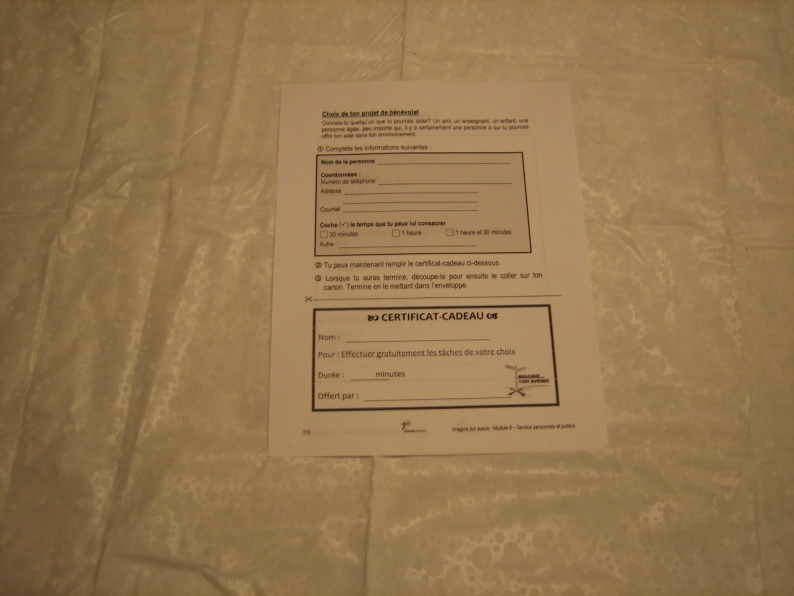 Choix de ton projet de bénévolat
Connais-tu quelqu'un que tu pourrais aider? Un ami, un enseignant, un enfant, une
personne âgée, peu importe qui, il y a certainement une personne à qui tu pourrais
offrir ton aide dans ton environnement.
① Complète les informations suivantes :
Nom de la personne
Coordonnées :
Numéro de téléphone
Adresse
Courriel
Coche (✓) le temps que tu peux lui consacrer
30 minutes 1 heure 1 heure et 30 minutes
Autre :
② Tu peux maintenant remplir le certificat-cadeau ci-dessous.
③ Lorsque tu auras terminé, découpe-le pour ensuite le coller sur ton
carton. Termine en le mettant dans l'enveloppe.
CERTIFICAT-CADEAU
Nom :
Pour : Effectuer gratuitement les tâches de votre choix
Durée : minutes
IMAGINE...
TON AVENIR
Offert par :
Imagine ton avenir : Module 8 – Service personnels et publics